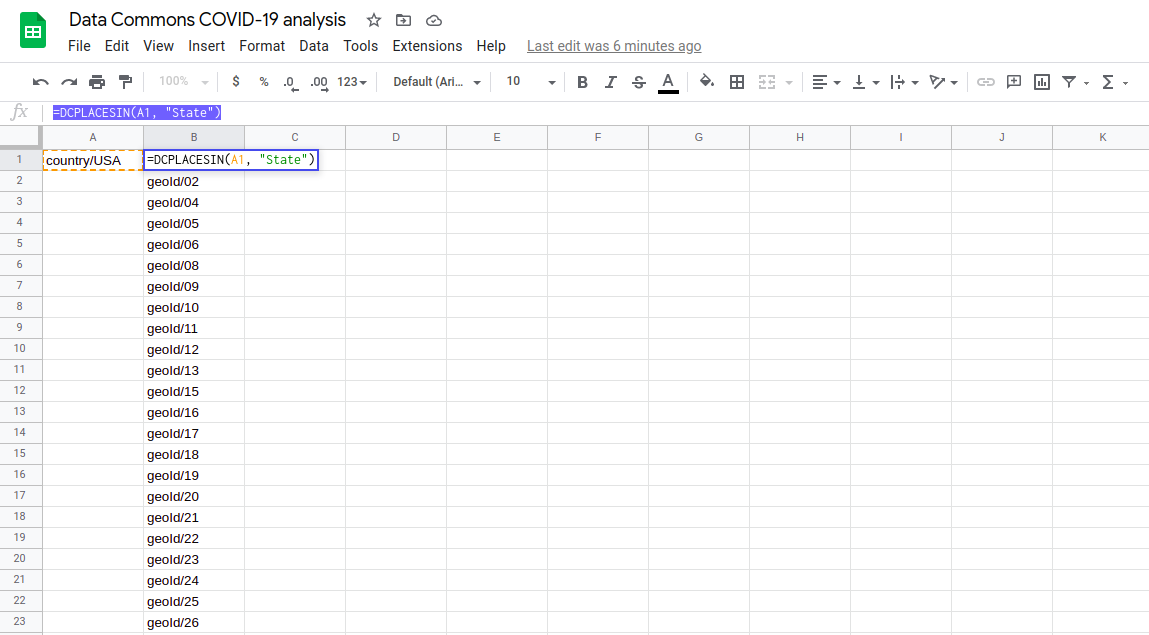 Data Commons COVID-19 analysis
File Edit View Insert Format Data Tools Extensions Help Last edit was 6 minutes ago
100% $ % .0 .00 123 Default (Ari... 10 B I S A Σ
fx =DCPLACESIN(A1, "State")
A B C D E F G H I J K
1 country/USA =DCPLACESIN(A1, "State")
2 geoId/02
3 geoId/04
4 geoId/05
5 geoId/06
6 geoId/08
7 geoId/09
8 geoId/10
9 geoId/11
10 geoId/12
11 geoId/13
12 geoId/15
13 geoId/16
14 geoId/17
15 geoId/18
16 geoId/19
17 geoId/20
18 geoId/21
19 geoId/22
20 geoId/23
21 geoId/24
22 geoId/25
23 geoId/26